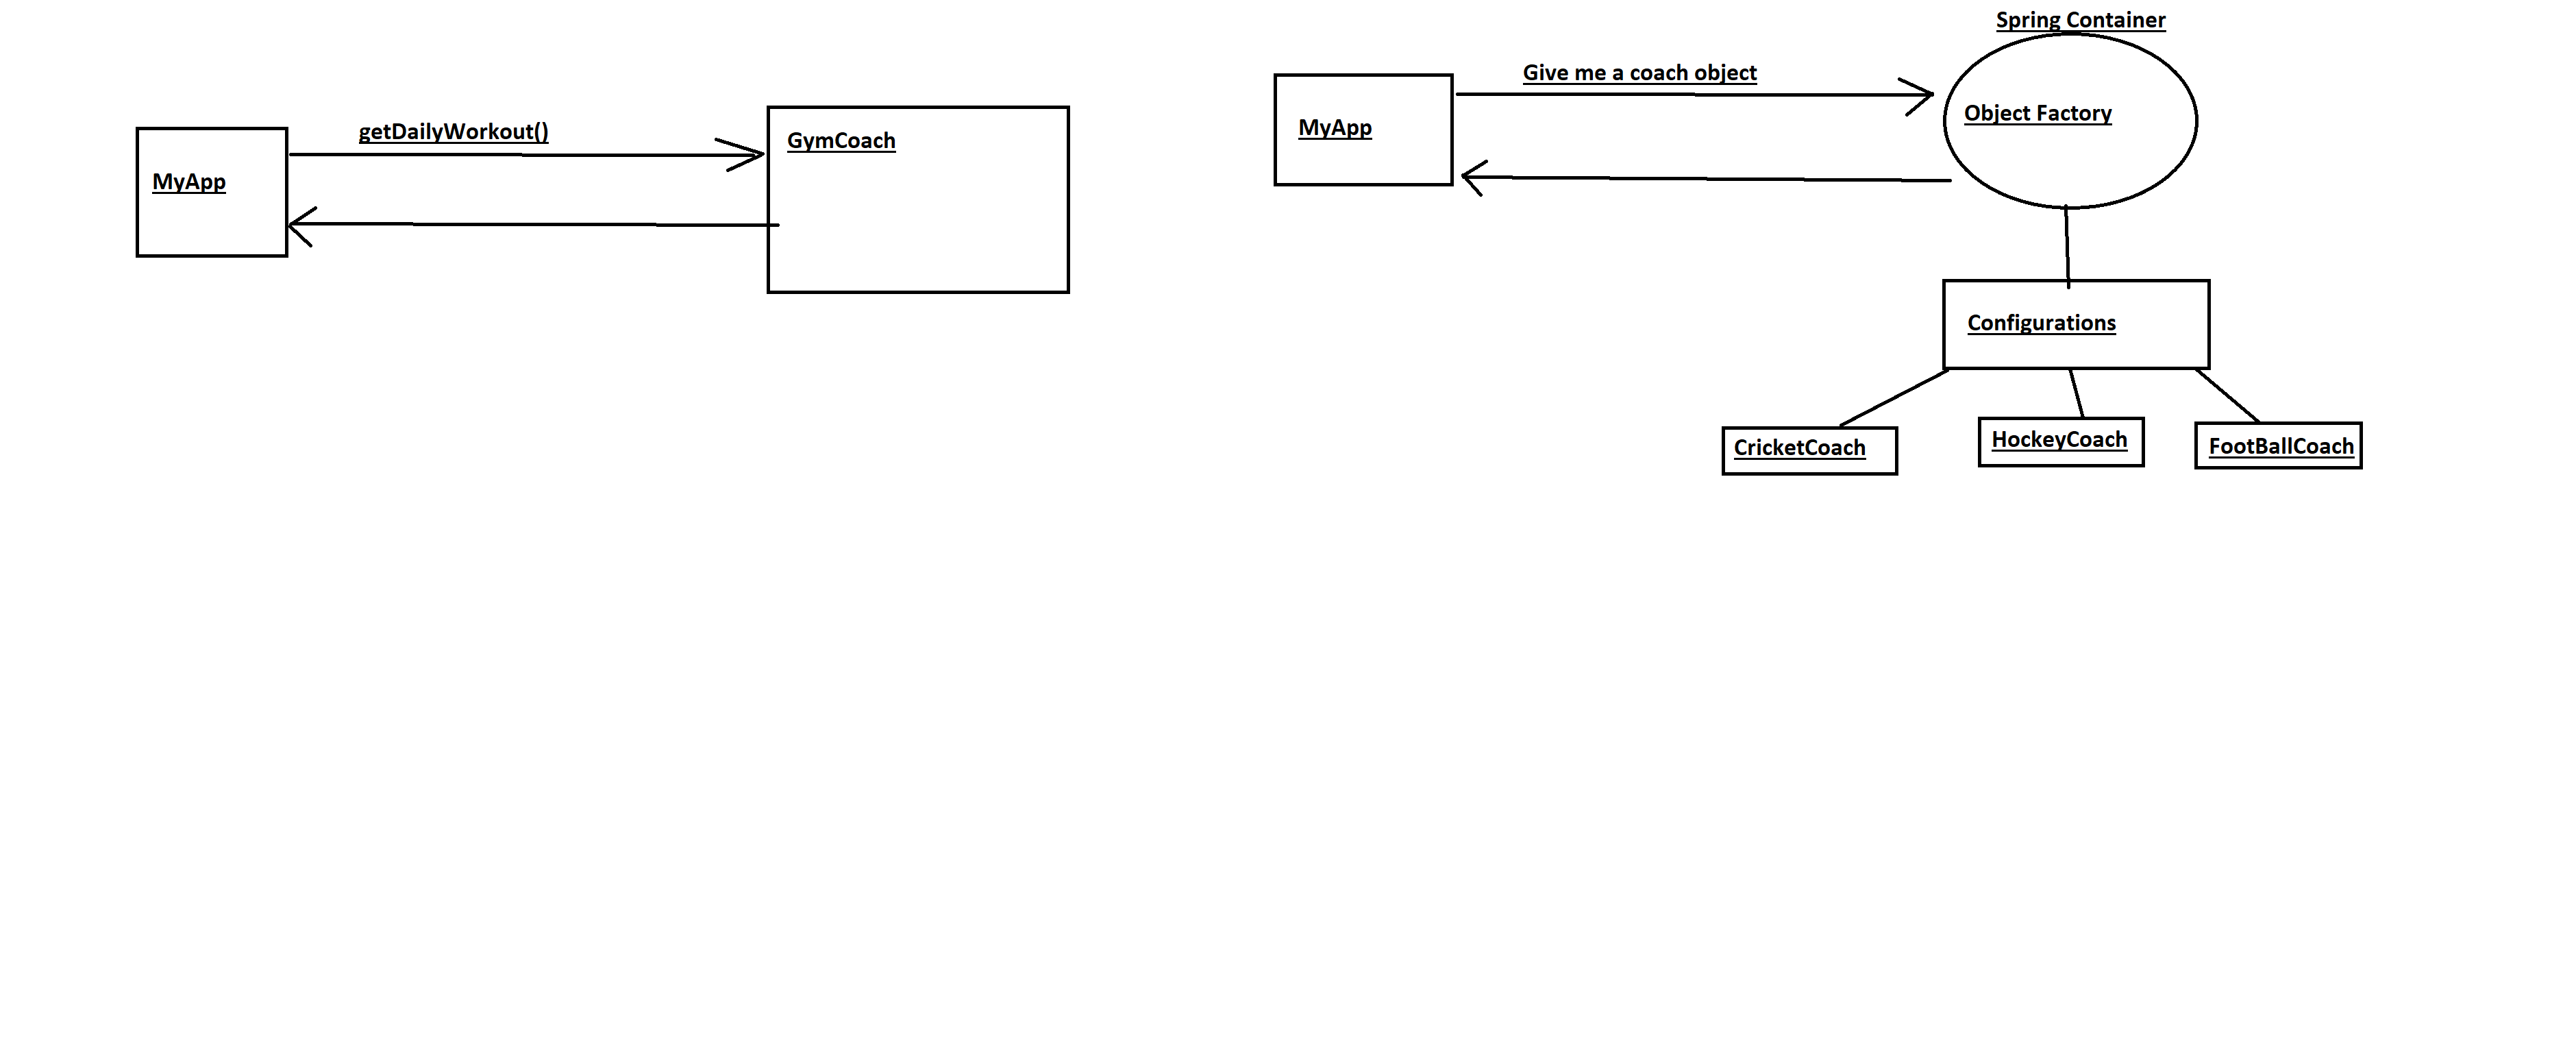 getDailyWorkout()
MyApp
GymCoach
Spring Container
Give me a coach object
MyApp
Object Factory
Configurations
CricketCoach
HockeyCoach
FootBallCoach